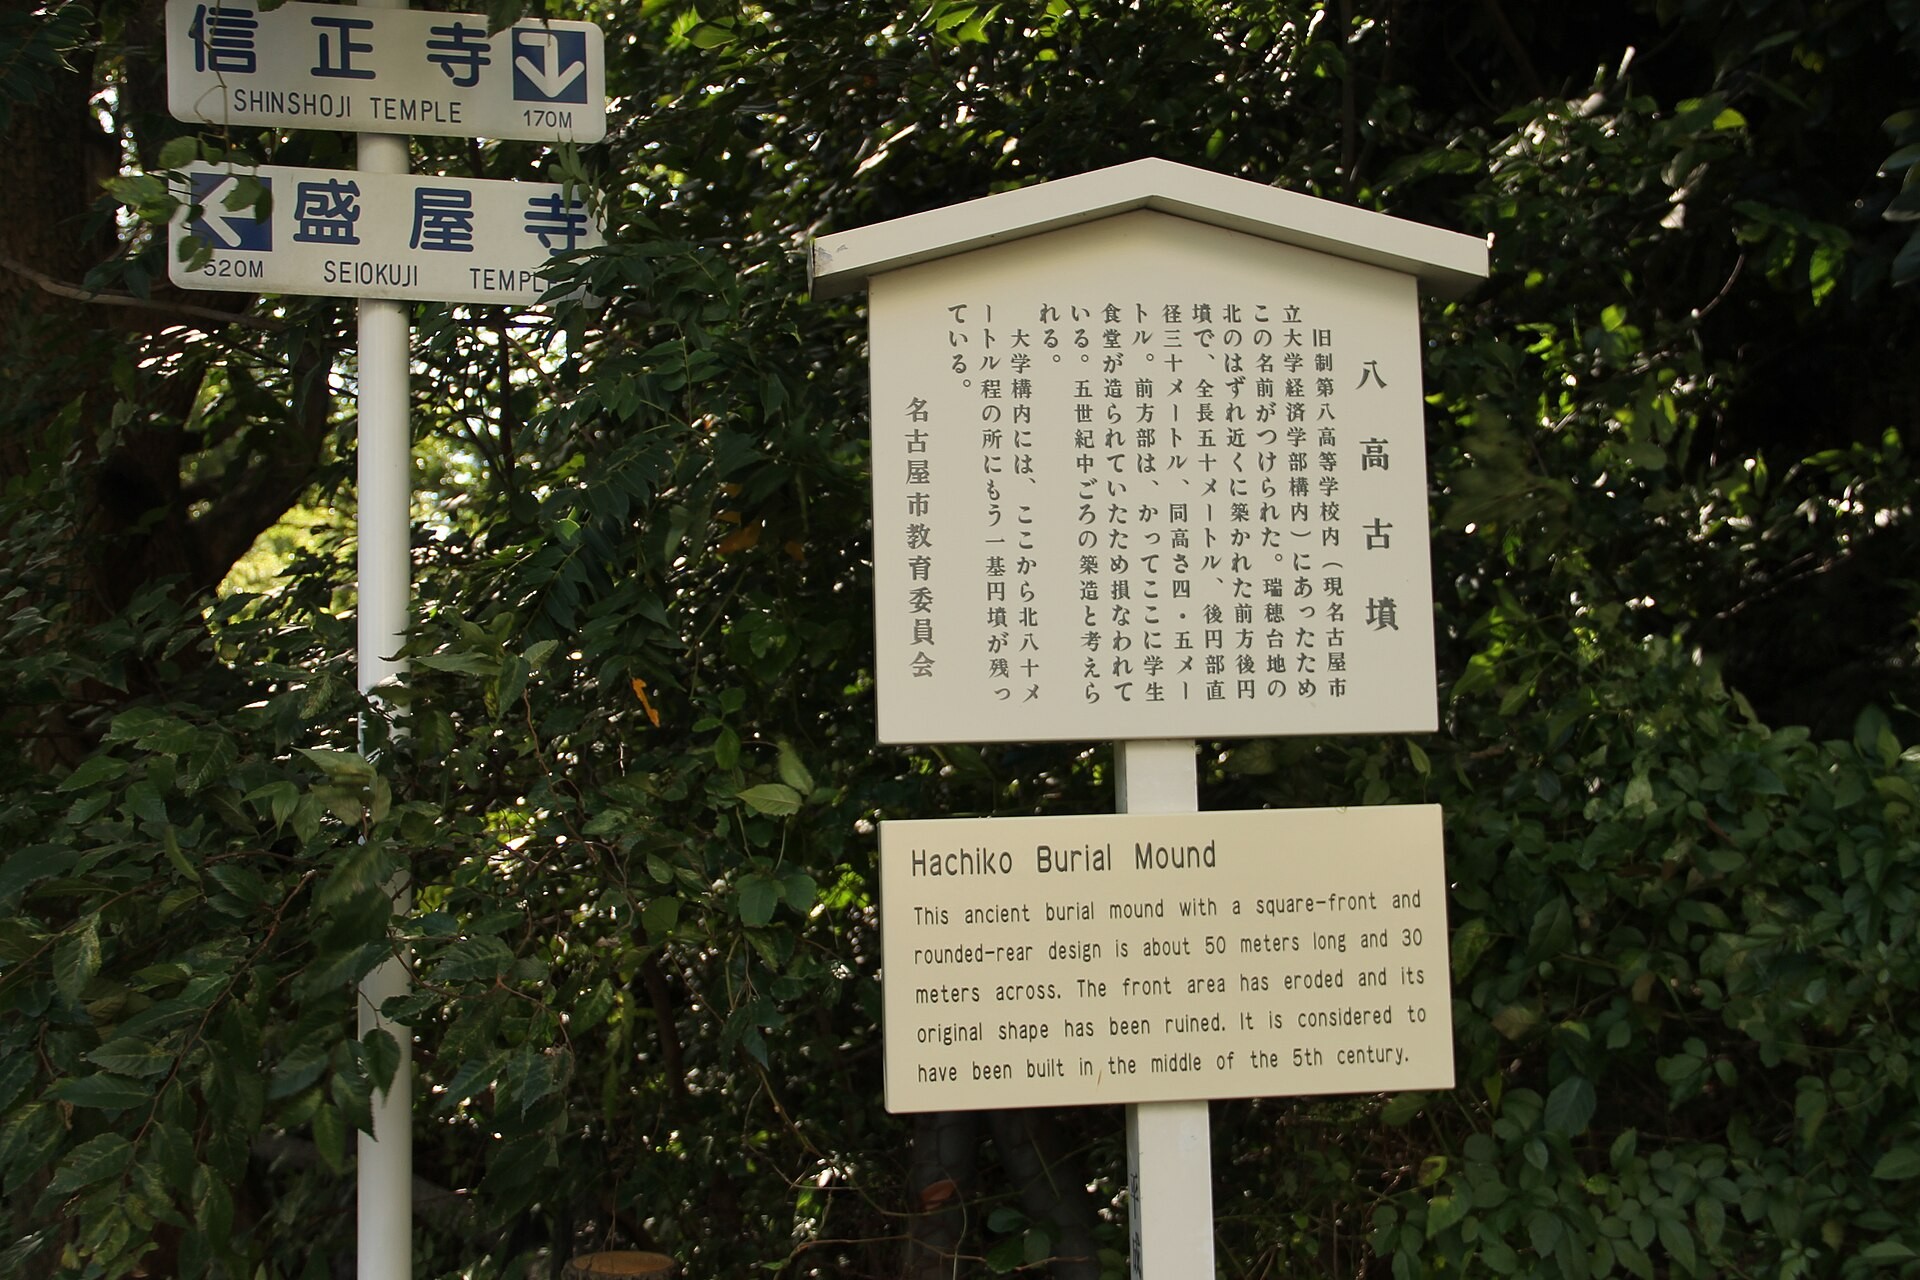 信正寺
SHINSHOJI TEMPLE 170M
盛屋寺
520M SEIOKUJI TEMPLE
八高古墳
旧制第八高等学校内(現名古屋市
立大学経済学部構内)にあったため
この名前がつけられた。瑞穂台地の
北のはずれ近くに築かれた前方後円
墳で、全長五十メートル、後円部直
径三十メートル、同高さ四・五メー
トル。前方部は、かってここに学生
食堂が造られていたため損なわれて
いる。五世紀中ごろの築造と考えら
れる。
大学構内には、ここから北八十メ
ートル程の所にもう一基円墳が残っ
ている。
名古屋市教育委員会
Hachiko Burial Mound
This ancient burial mound with a square-front and
rounded-rear design is about 50 meters long and 30
meters across. The front area has eroded and its
original shape has been ruined. It is considered to
have been built in the middle of the 5th century.